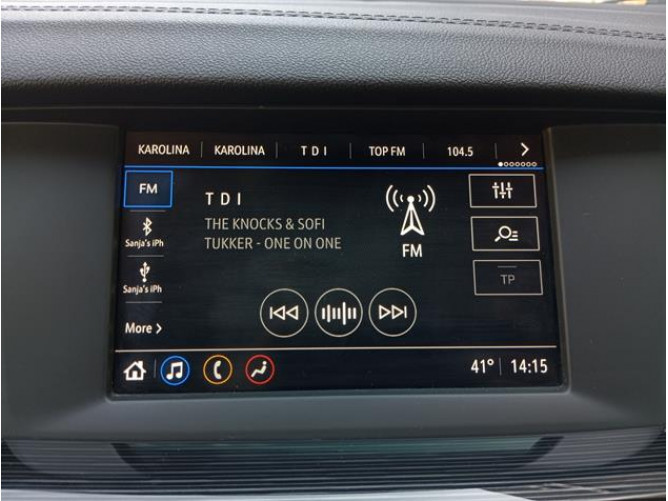 KAROLINA KAROLINA T D I TOP FM 104.5
FM
T D I
THE KNOCKS & SOFI
TUKKER - ONE ON ONE
FM
Sanja's iPh
Sanja's iPh
TP
More >
41° 14:15